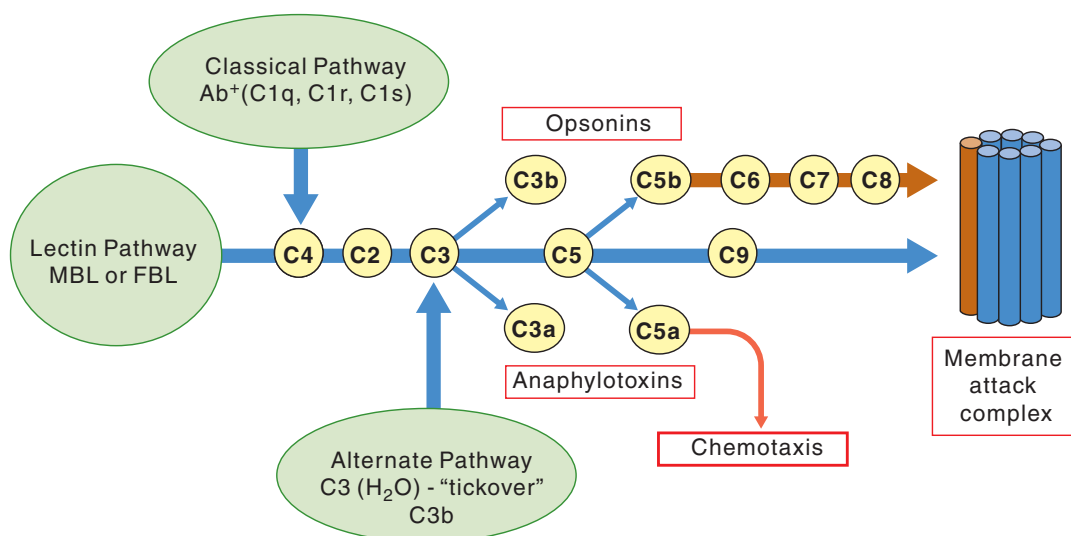 Classical Pathway
Ab⁺(C1q, C1r, C1s)
Opsonins
C3b
C5b
C6
C7
C8
Lectin Pathway
MBL or FBL
C4
C2
C3
C5
C9
C3a
C5a
Anaphylotoxins
Membrane
attack
complex
Chemotaxis
Alternate Pathway
C3 (H₂O) - “tickover”
C3b